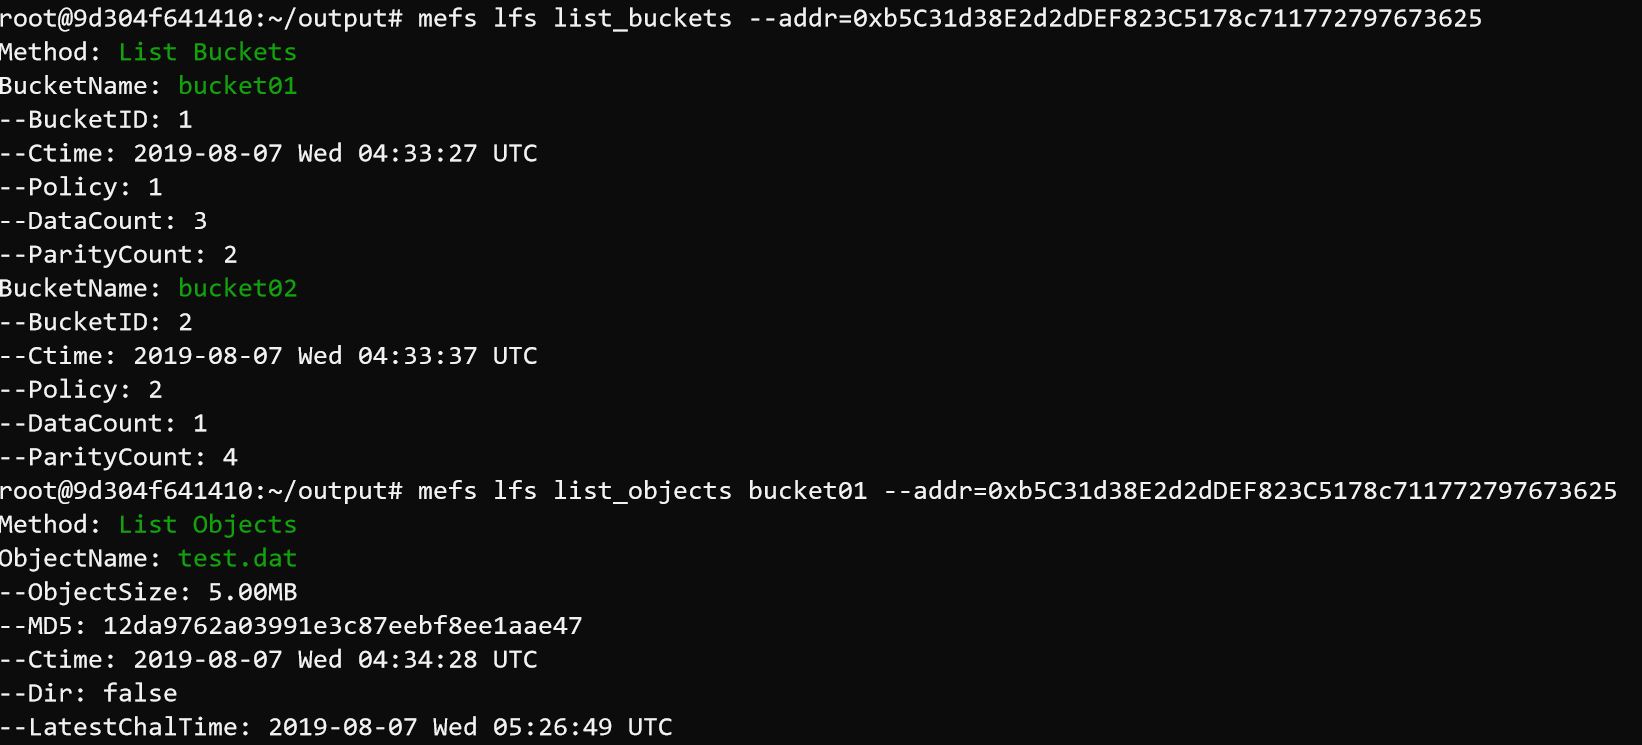 root@9d304f641410:~/output# mefs lfs list_buckets --addr=0xb5C31d38E2d2dDEF823C5178c711772797673625
Method: List Buckets
BucketName: bucket01
--BucketID: 1
--Ctime: 2019-08-07 Wed 04:33:27 UTC
--Policy: 1
--DataCount: 3
--ParityCount: 2
BucketName: bucket02
--BucketID: 2
--Ctime: 2019-08-07 Wed 04:33:37 UTC
--Policy: 2
--DataCount: 1
--ParityCount: 4
root@9d304f641410:~/output# mefs lfs list_objects bucket01 --addr=0xb5C31d38E2d2dDEF823C5178c711772797673625
Method: List Objects
ObjectName: test.dat
--ObjectSize: 5.00MB
--MD5: 12da9762a03991e3c87eebf8ee1aae47
--Ctime: 2019-08-07 Wed 04:34:28 UTC
--Dir: false
--LatestChalTime: 2019-08-07 Wed 05:26:49 UTC